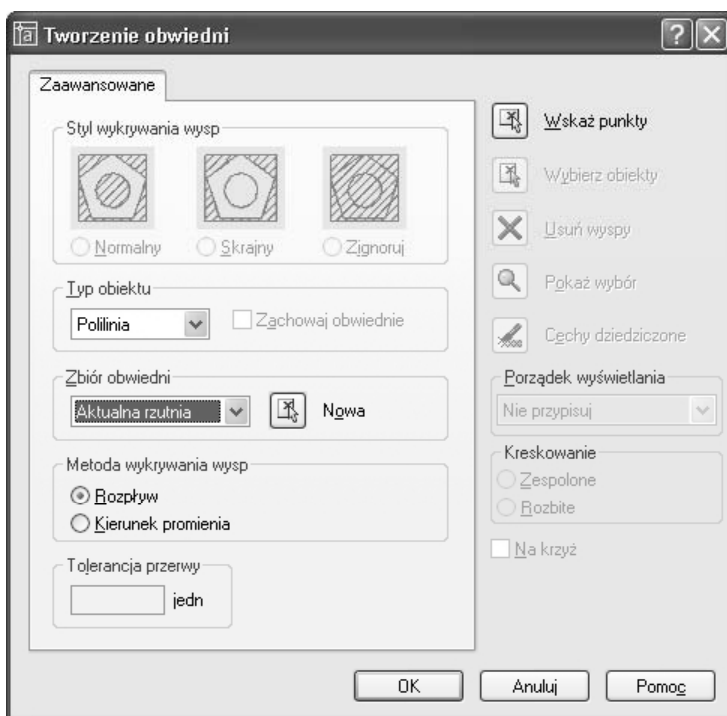 Tworzenie obwiedni
Zaawansowane
Styl wykrywania wysp
Normalny
Skrajny
Zignoruj
Typ obiektu
Polilinia
Zachowaj obwiednie
Zbiór obwiedni
Aktualna rzutnia
Nowa
Metoda wykrywania wysp
Rozpływ
Kierunek promienia
Tolerancja przerwy
jedn
Wskaż punkty
Wybierz obiekty
Usuń wyspy
Pokaż wybór
Cechy dziedziczone
Porządek wyświetlania
Nie przypisuj
Kreskowanie
Zespolone
Rozbite
Na krzyż
OK
Anuluj
Pomoc